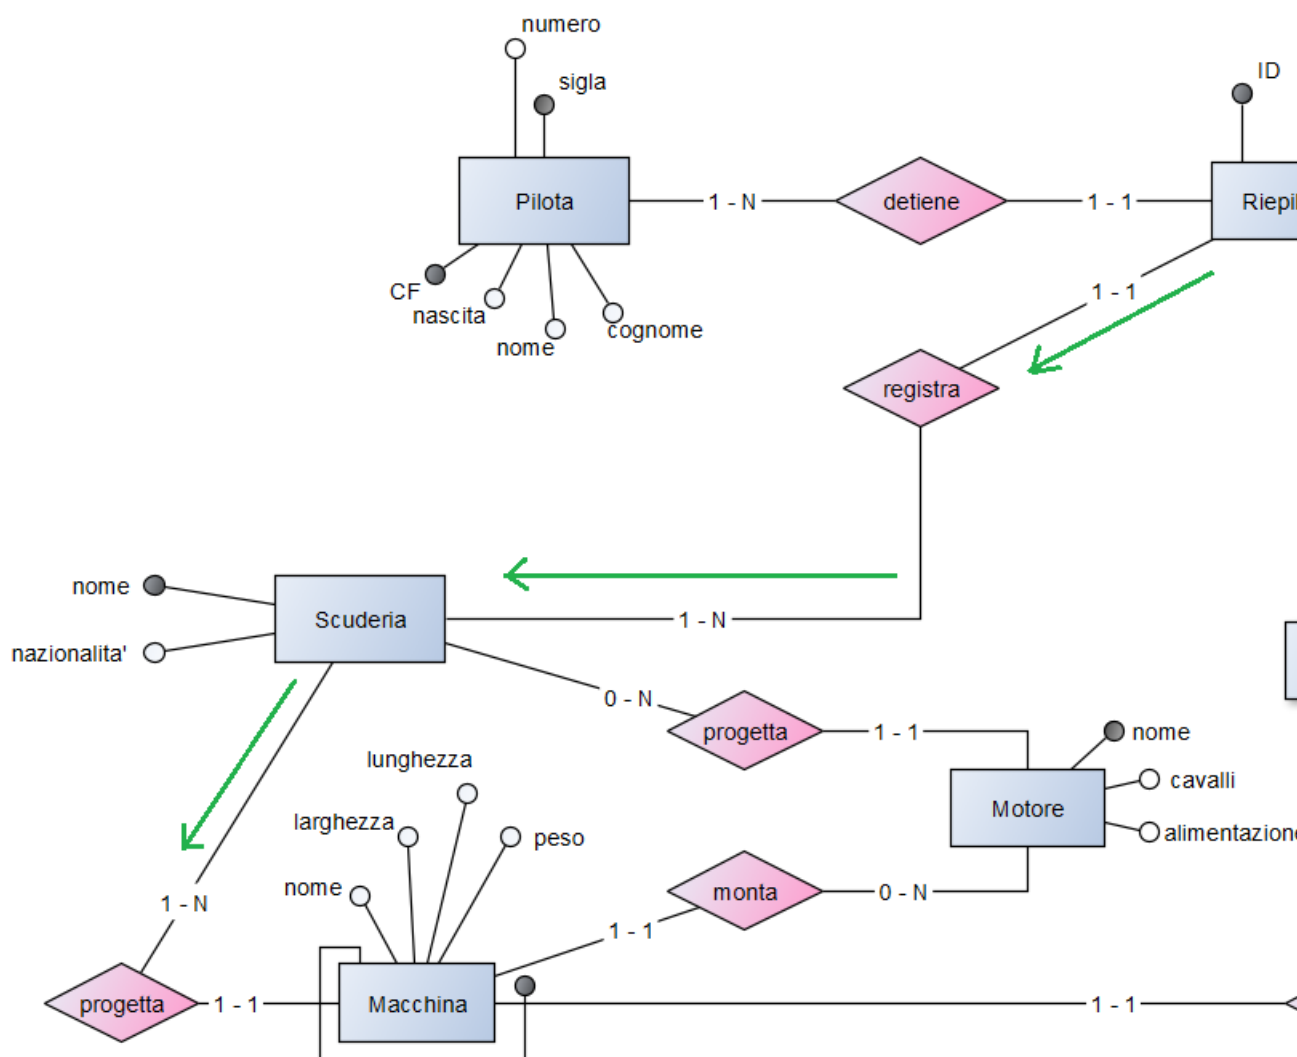 numero
sigla
ID
Pilota
1 - N
detiene
1 - 1
Riepil
CF
nascita
nome
cognome
1 - 1
registra
nome
Scuderia
1 - N
nazionalita'
0 - N
progetta
1 - 1
nome
lunghezza
cavalli
Motore
larghezza
peso
alimentazione
nome
monta
0 - N
1 - N
1 - 1
progetta
1 - 1
Macchina
1 - 1